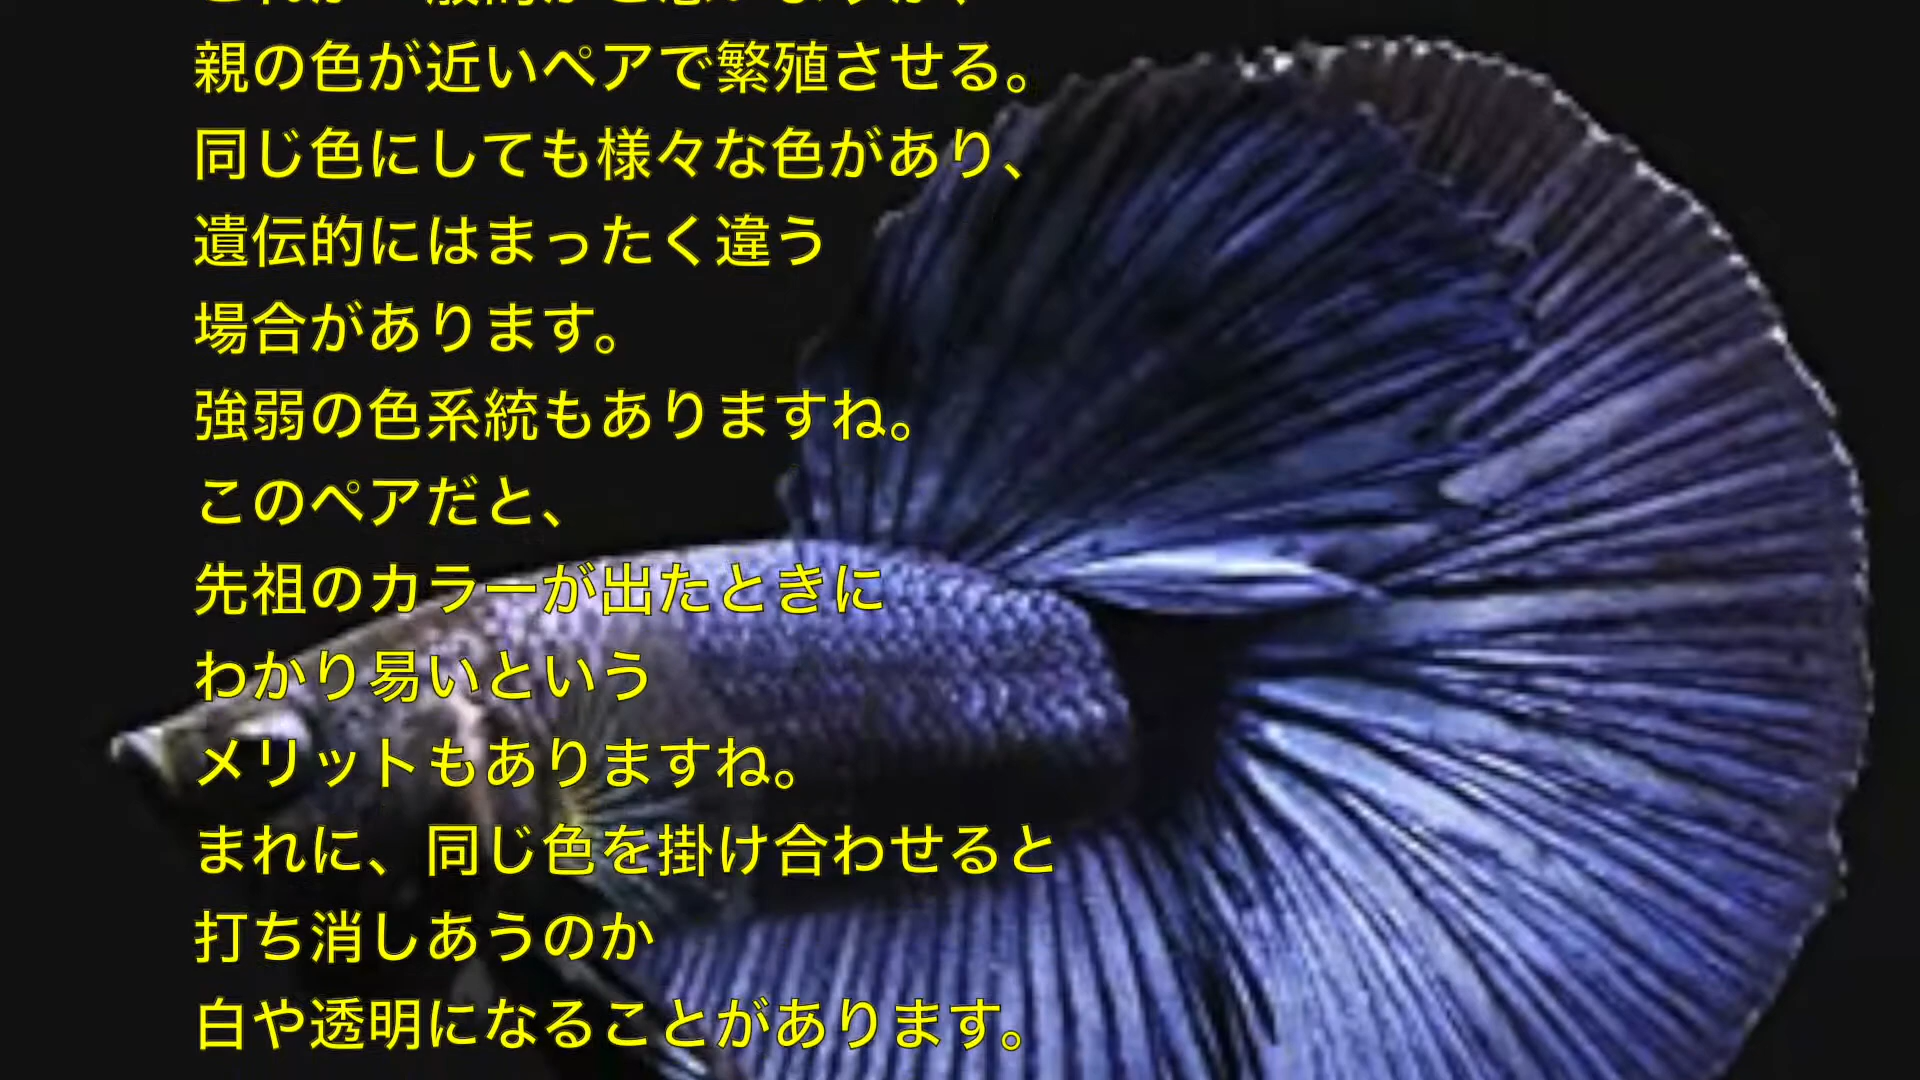 親の色が近いペアで繁殖させる。
同じ色にしても様々な色があり、
遺伝的にはまったく違う
場合があります。
強弱の色系統もありますね。
このペアだと、
先祖のカラーが出たときに
わかり易いという
メリットもありますね。
まれに、同じ色を掛け合わせると
打ち消しあうのか
白や透明になることがあります。